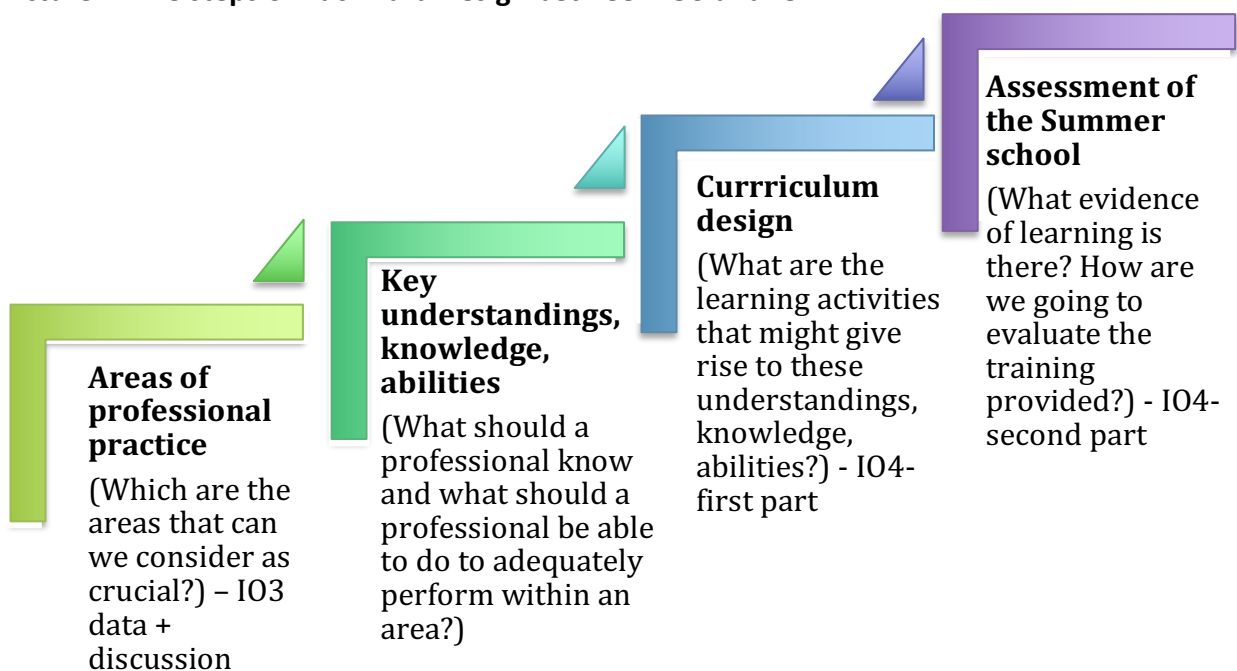 Areas of
professional
practice
(Which are the
areas that can
we consider as
crucial?) – IO3
data +
discussion
Key
understandings,
knowledge,
abilities
(What should a
professional know
and what should a
professional be able
to do to adequately
perform within an
area?)
Currriculum
design
(What are the
learning activities
that might give
rise to these
understandings,
knowledge,
abilities?) - IO4-
first part
Assessment of
the Summer
school
(What evidence
of learning is
there? How are
we going to
evaluate the
training
provided?) - IO4-
second part